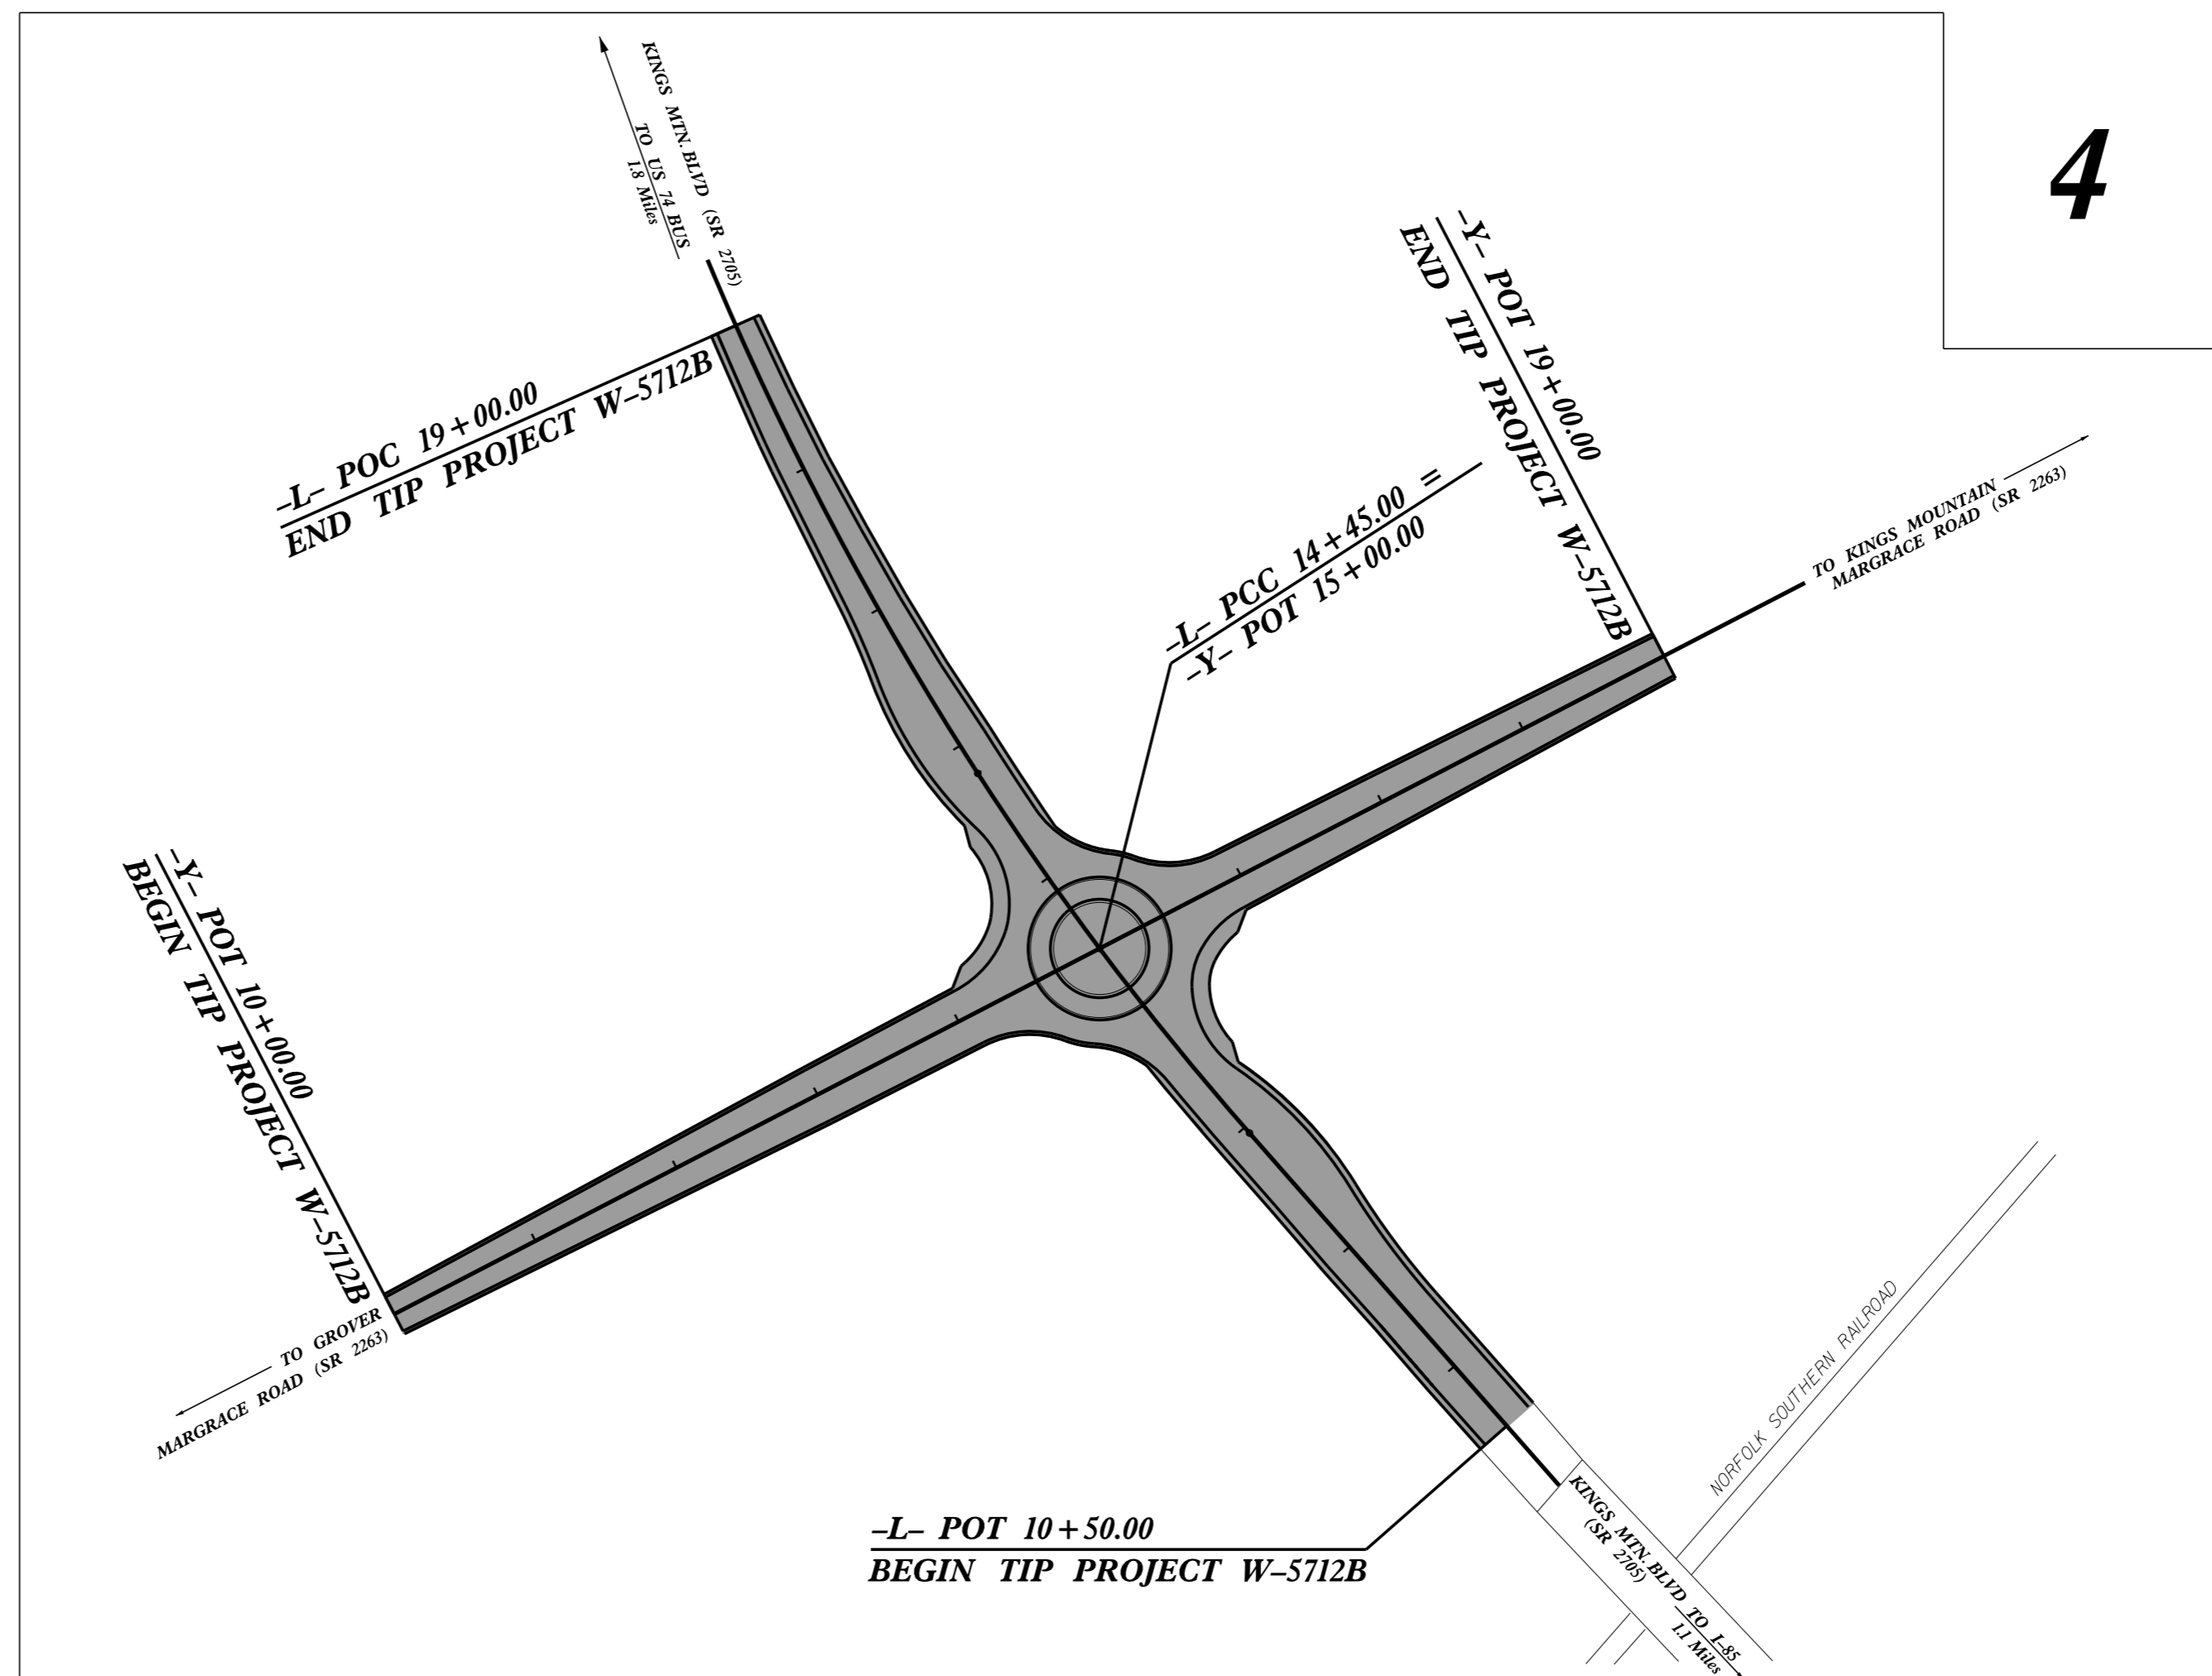 4
KINGS MTN. BLVD (SR 2705)
TO US 74 BUS
1.8 Miles
-L- POC 19+00.00
END TIP PROJECT W-5712B
-Y- POT 19+00.00
END TIP PROJECT W-5712B
TO KINGS MOUNTAIN
MARGRACE ROAD (SR 2263)
-L- PCC 14+45.00 =
-Y- POT 15+00.00
-Y- POT 10+00.00
BEGIN TIP PROJECT W-5712B
TO GROVER
MARGRACE ROAD (SR 2263)
NORFOLK SOUTHERN RAILROAD
-L- POT 10+50.00
BEGIN TIP PROJECT W-5712B
KINGS MTN. BLVD TO I-85
(SR 2705)
1.1 Miles